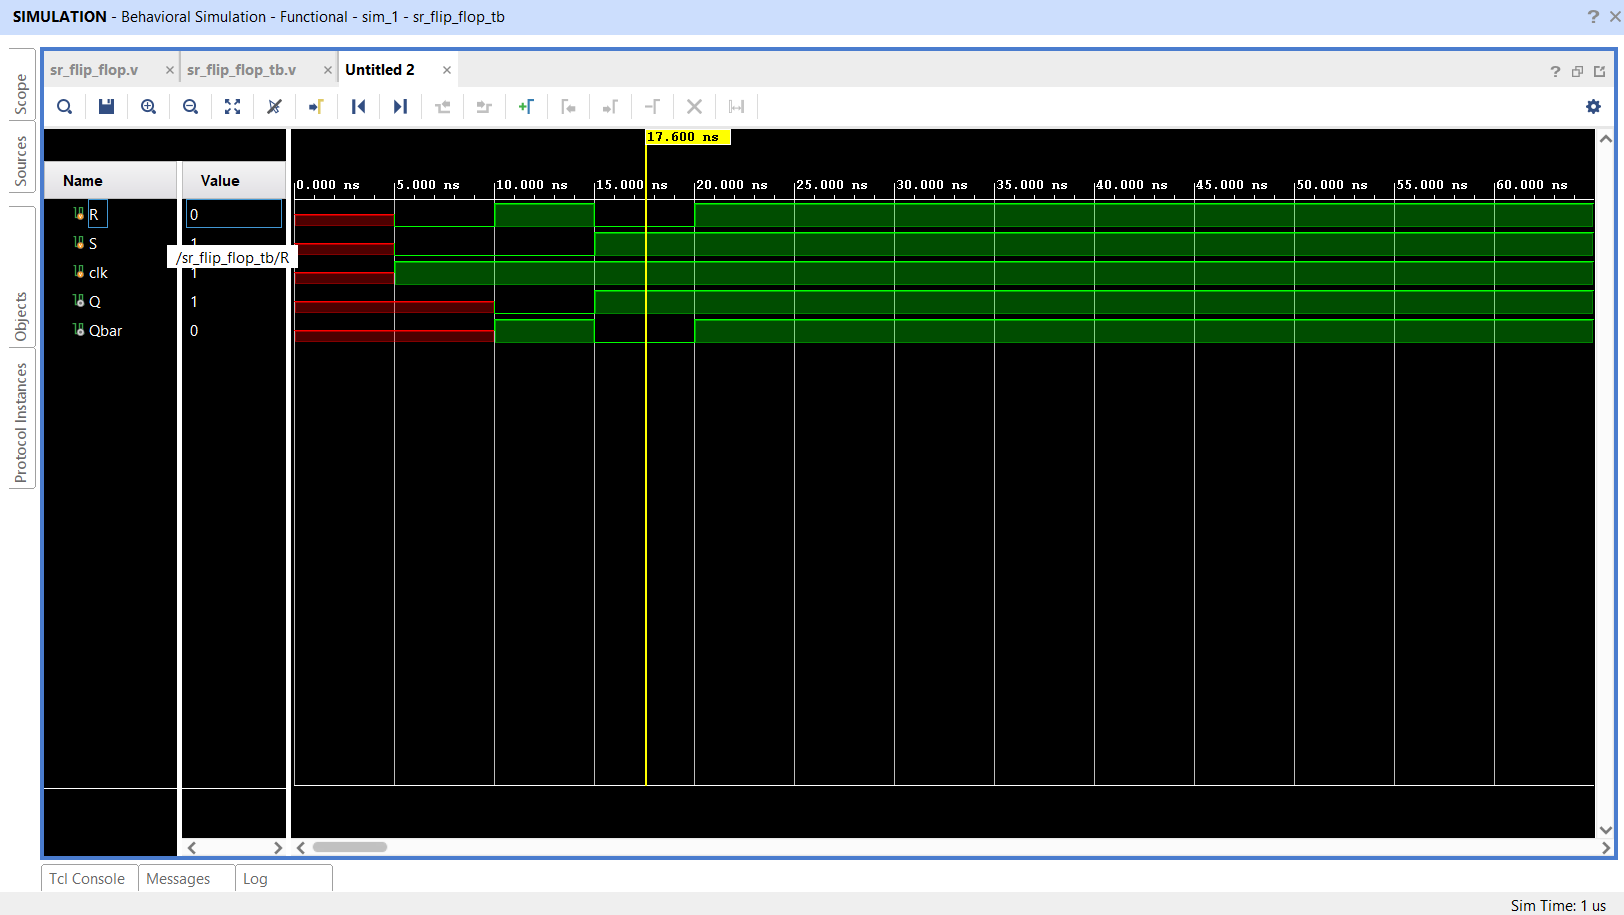 SIMULATION - Behavioral Simulation - Functional - sim_1 - sr_flip_flop_tb
sr_flip_flop.v
sr_flip_flop_tb.v
Untitled 2
Scope
Sources
Objects
Protocol Instances
17.600 ns
Name
Value
0.000 ns
5.000 ns
10.000 ns
15.000 ns
20.000 ns
25.000 ns
30.000 ns
35.000 ns
40.000 ns
45.000 ns
50.000 ns
55.000 ns
60.000 ns
R
0
S
1
/sr_flip_flop_tb/R
clk
1
Q
1
Qbar
0
Tcl Console
Messages
Log
Sim Time: 1 us